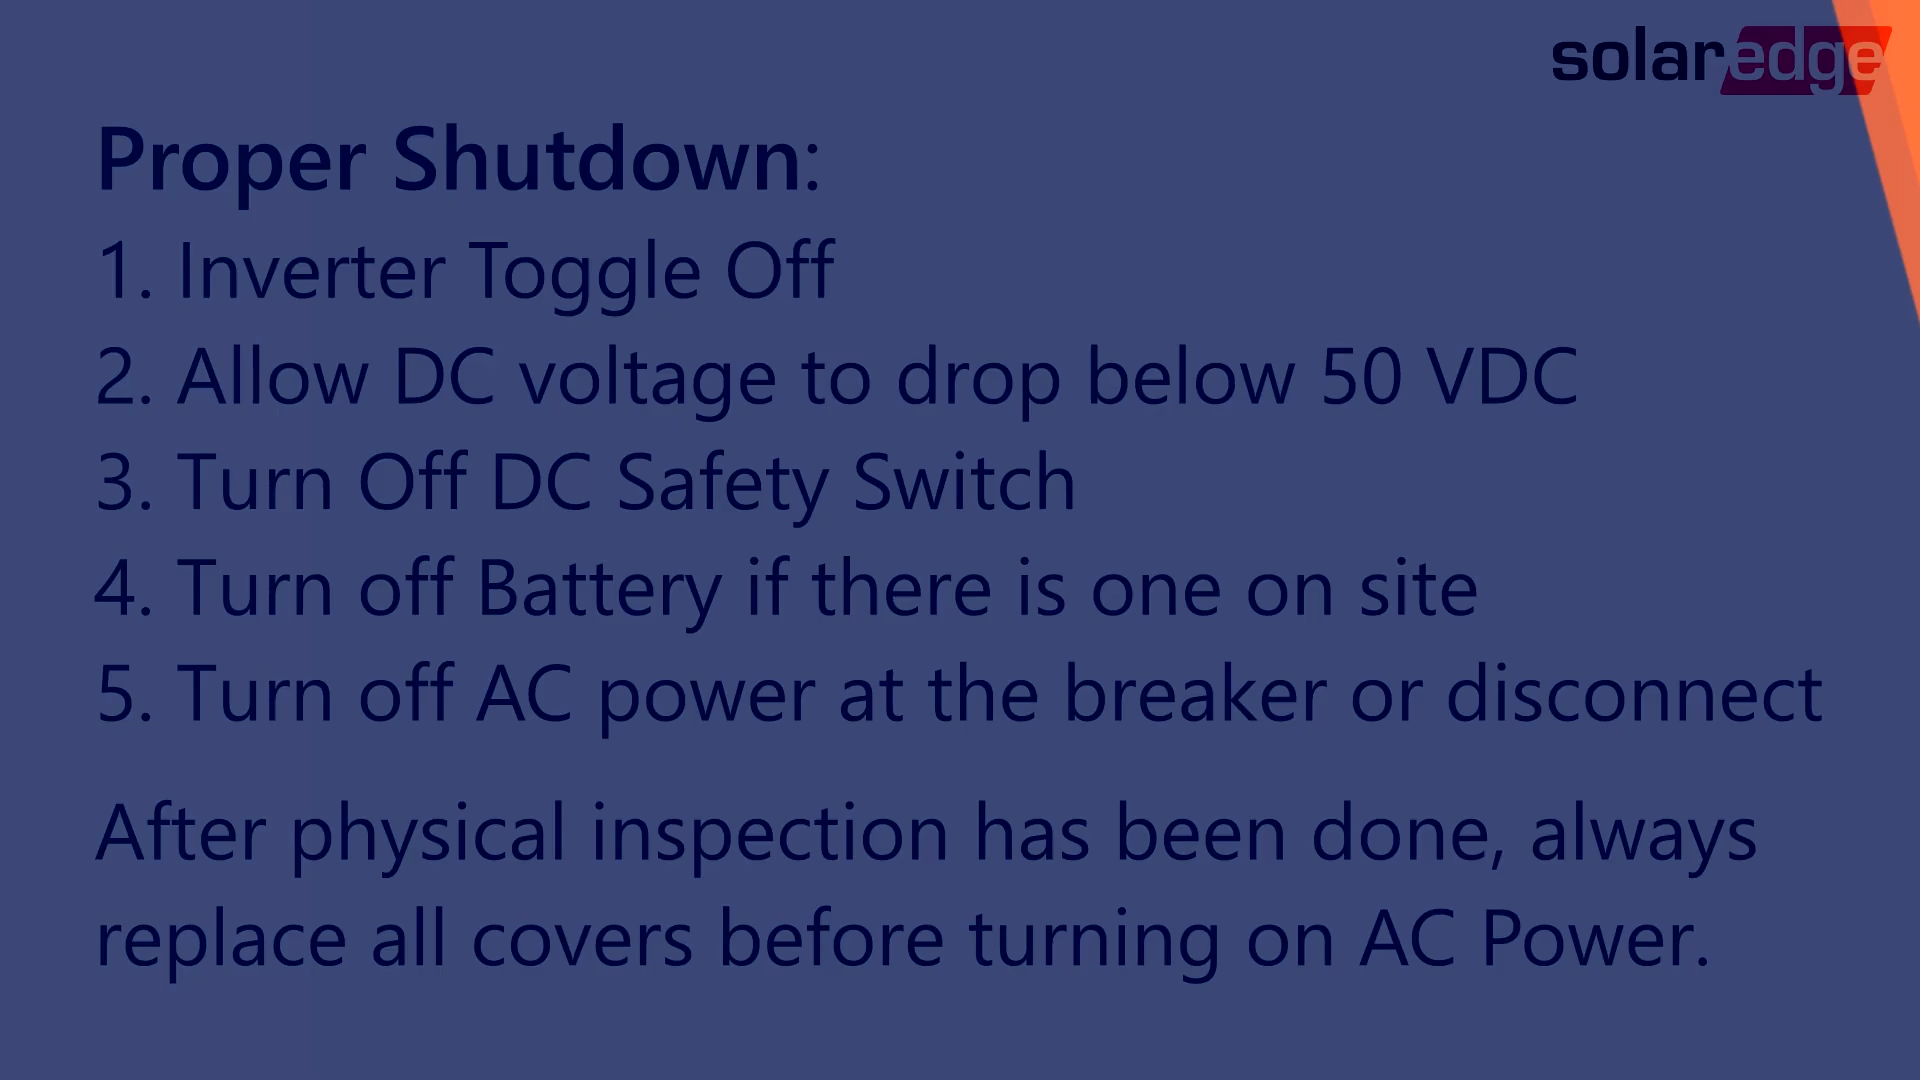 solaredge
Proper Shutdown:
1. Inverter Toggle Off
2. Allow DC voltage to drop below 50 VDC
3. Turn Off DC Safety Switch
4. Turn off Battery if there is one on site
5. Turn off AC power at the breaker or disconnect
After physical inspection has been done, always
replace all covers before turning on AC Power.